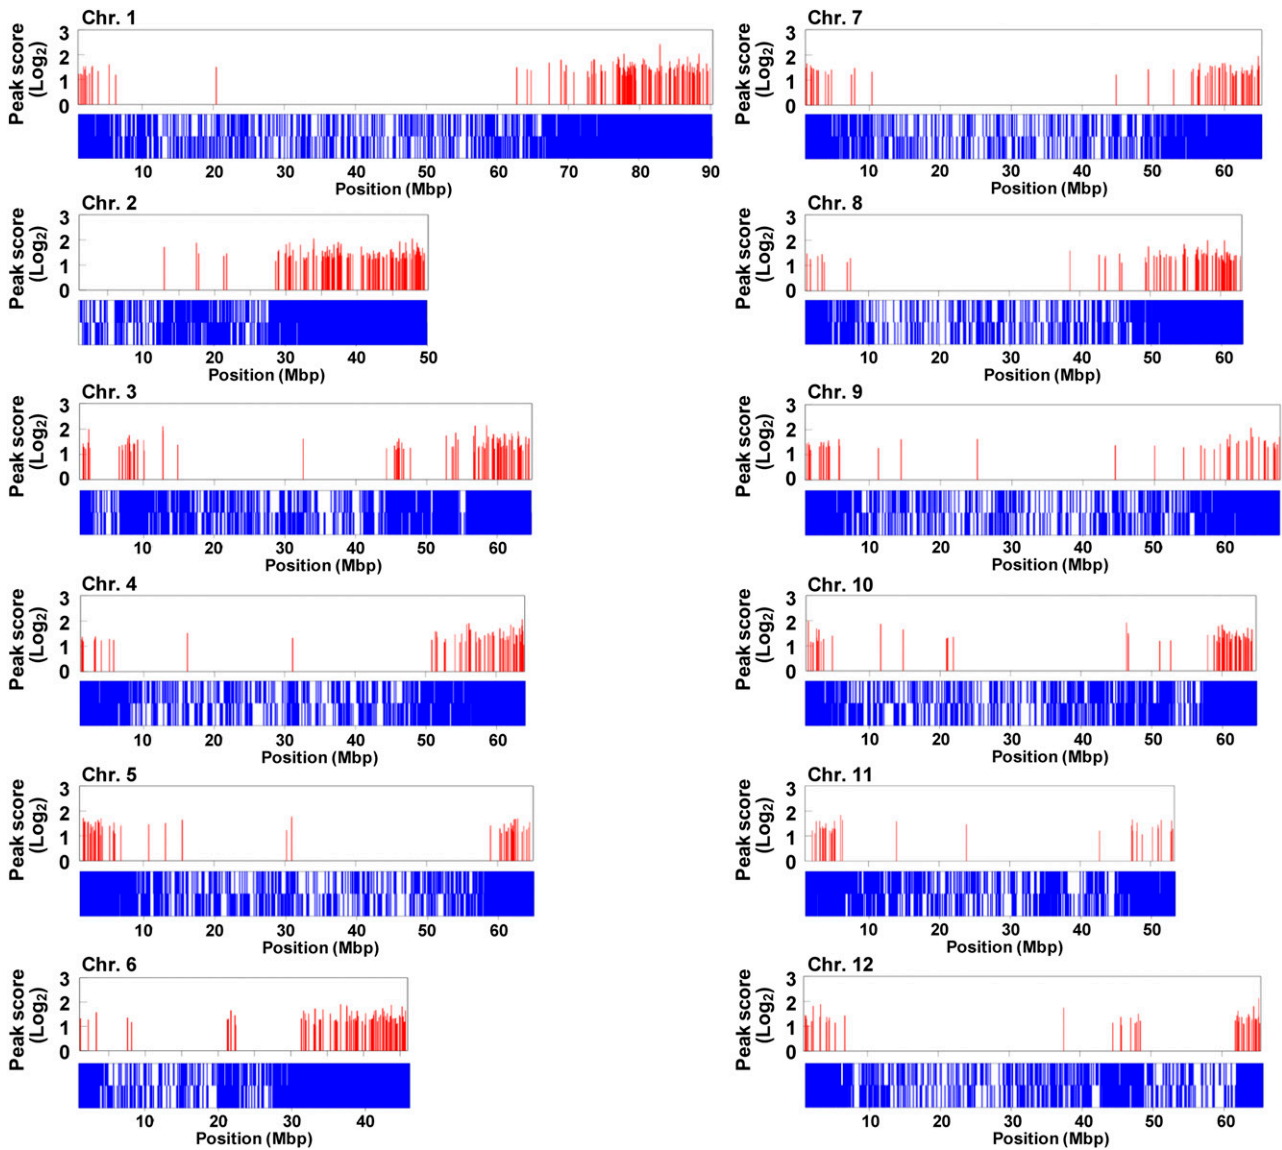 Chr. 1
Peak score
(Log2)
3
2
1
0
10 20 30 40 50 60 70 80 90
Position (Mbp)
Chr. 2
Peak score
(Log2)
3
2
1
0
10 20 30 40 50
Position (Mbp)
Chr. 3
Peak score
(Log2)
3
2
1
0
10 20 30 40 50 60
Position (Mbp)
Chr. 4
Peak score
(Log2)
3
2
1
0
10 20 30 40 50 60
Position (Mbp)
Chr. 5
Peak score
(Log2)
3
2
1
0
10 20 30 40 50 60
Position (Mbp)
Chr. 6
Peak score
(Log2)
3
2
1
0
10 20 30 40
Position (Mbp)
Chr. 7
Peak score
(Log2)
3
2
1
0
10 20 30 40 50 60
Position (Mbp)
Chr. 8
Peak score
(Log2)
3
2
1
0
10 20 30 40 50 60
Position (Mbp)
Chr. 9
Peak score
(Log2)
3
2
1
0
10 20 30 40 50 60
Position (Mbp)
Chr. 10
Peak score
(Log2)
3
2
1
0
10 20 30 40 50 60
Position (Mbp)
Chr. 11
Peak score
(Log2)
3
2
1
0
10 20 30 40 50
Position (Mbp)
Chr. 12
Peak score
(Log2)
3
2
1
0
10 20 30 40 50 60
Position (Mbp)